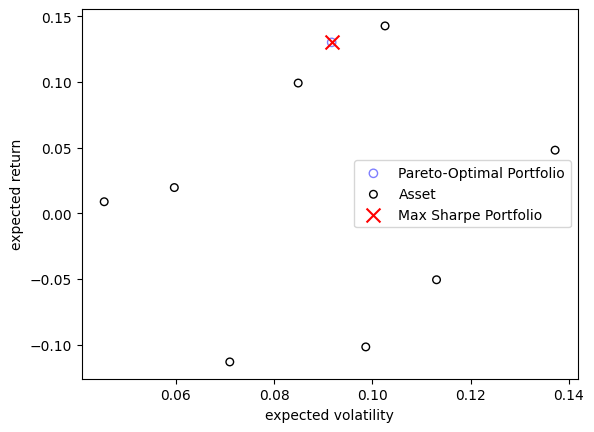 0.15
0.10
0.05
0.00
−0.05
−0.10
expected return
Pareto-Optimal Portfolio
Asset
Max Sharpe Portfolio
0.06
0.08
0.10
0.12
0.14
expected volatility